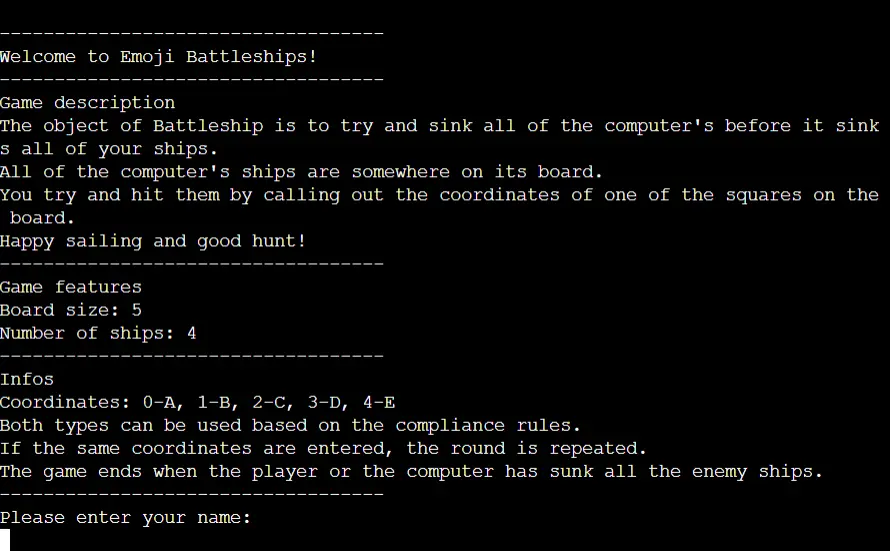 -----------------------------------
Welcome to Emoji Battleships!
-----------------------------------
Game description
The object of Battleship is to try and sink all of the computer's before it sink
s all of your ships.
All of the computer's ships are somewhere on its board.
You try and hit them by calling out the coordinates of one of the squares on the
 board.
Happy sailing and good hunt!
-----------------------------------
Game features
Board size: 5
Number of ships: 4
-----------------------------------
Infos
Coordinates: 0-A, 1-B, 2-C, 3-D, 4-E
Both types can be used based on the compliance rules.
If the same coordinates are entered, the round is repeated.
The game ends when the player or the computer has sunk all the enemy ships.
-----------------------------------
Please enter your name: